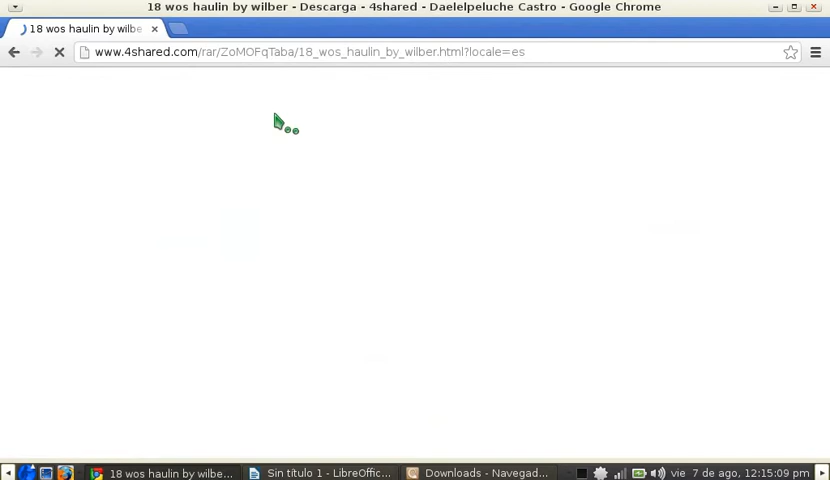 18 wos haulin by wilber - Descarga - 4shared - Daelelpeluche Castro - Google Chrome
18 wos haulin by wilbe
www.4shared.com/rar/ZoMOFqTaba/18_wos_haulin_by_wilber.html?locale=es
18 wos haulin by wilbe... Sin título 1 - LibreOffic... Downloads - Navegad... vie 7 de ago, 12:15:09 pm